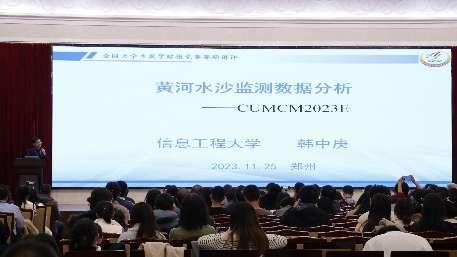 全国大学生数学建模竞赛赛题讲评
黄河水沙监测数据分析
——CUMCM2023E
信息工程大学 韩中庚
2023.11.25 郑州